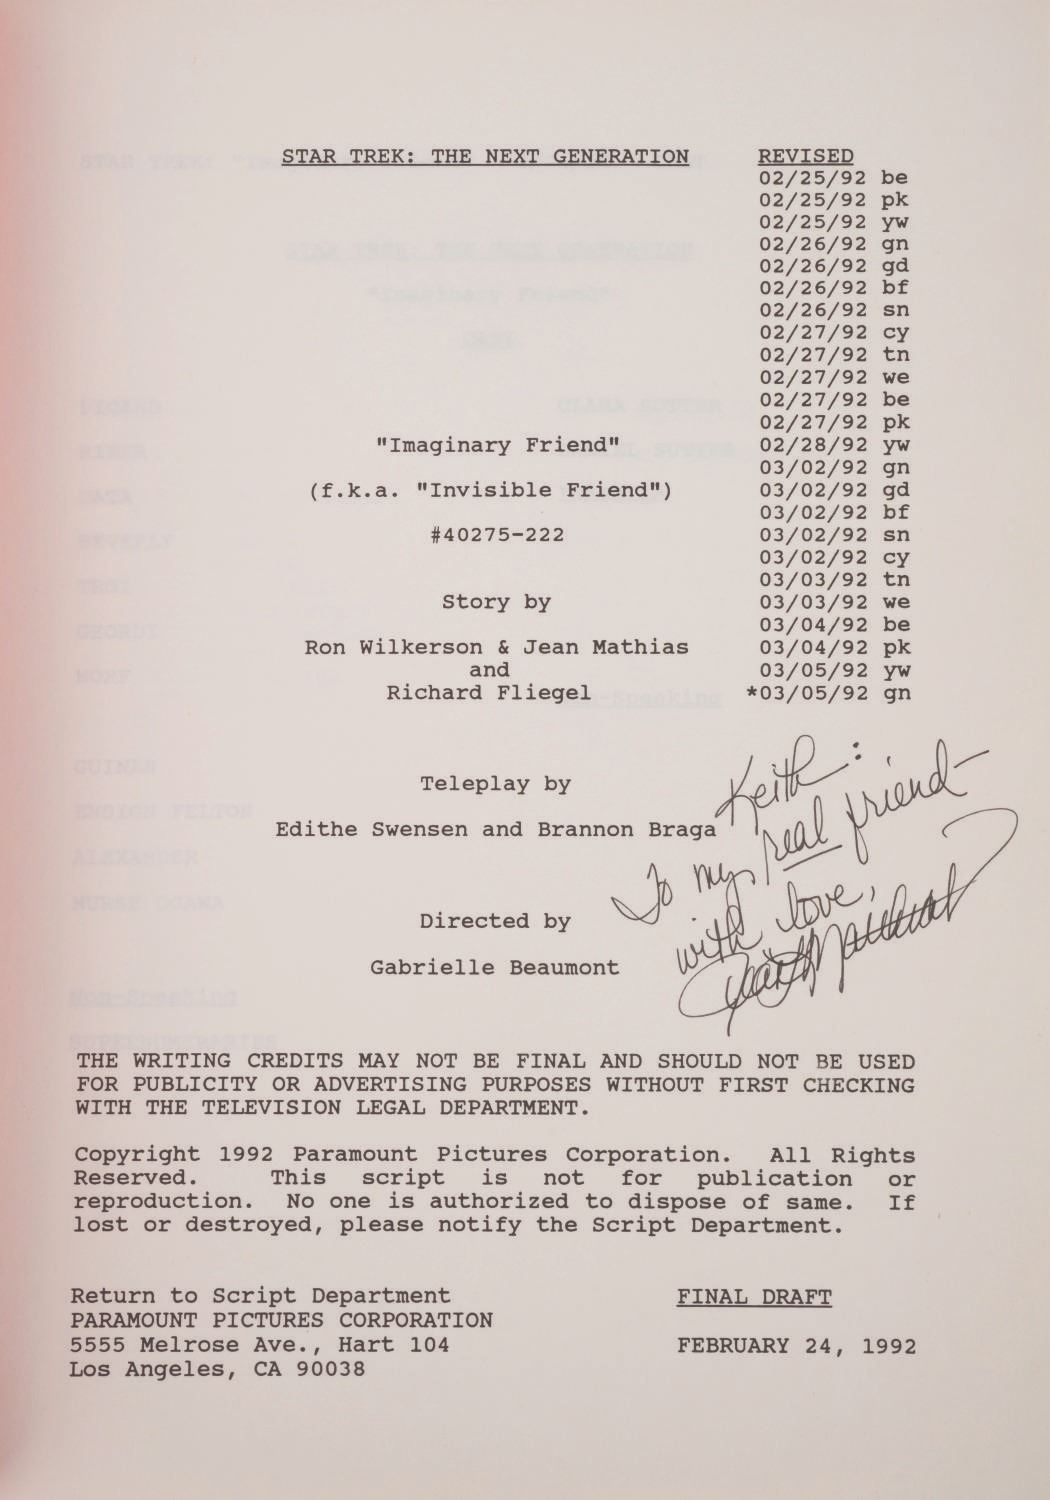 STAR TREK: THE NEXT GENERATION
REVISED
02/25/92 be
02/25/92 pk
02/25/92 yw
02/26/92 gn
02/26/92 gd
02/26/92 bf
02/26/92 sn
02/27/92 cy
02/27/92 tn
02/27/92 we
02/27/92 be
02/27/92 pk
02/28/92 yw
03/02/92 gn
03/02/92 gd
03/02/92 bf
03/02/92 sn
03/02/92 cy
03/03/92 tn
03/03/92 we
03/04/92 be
03/04/92 pk
03/05/92 yw
*03/05/92 gn
"Imaginary Friend"
(f.k.a. "Invisible Friend")
#40275-222
Story by
Ron Wilkerson & Jean Mathias
and
Richard Fliegel
Teleplay by
Edithe Swensen and Brannon Braga
Directed by
Gabrielle Beaumont
Keith:
To my real friend-
with love,
THE WRITING CREDITS MAY NOT BE FINAL AND SHOULD NOT BE USED
FOR PUBLICITY OR ADVERTISING PURPOSES WITHOUT FIRST CHECKING
WITH THE TELEVISION LEGAL DEPARTMENT.
Copyright 1992 Paramount Pictures Corporation. All Rights
Reserved. This script is not for publication or
reproduction. No one is authorized to dispose of same. If
lost or destroyed, please notify the Script Department.
Return to Script Department
PARAMOUNT PICTURES CORPORATION
5555 Melrose Ave., Hart 104
Los Angeles, CA 90038
FINAL DRAFT
FEBRUARY 24, 1992